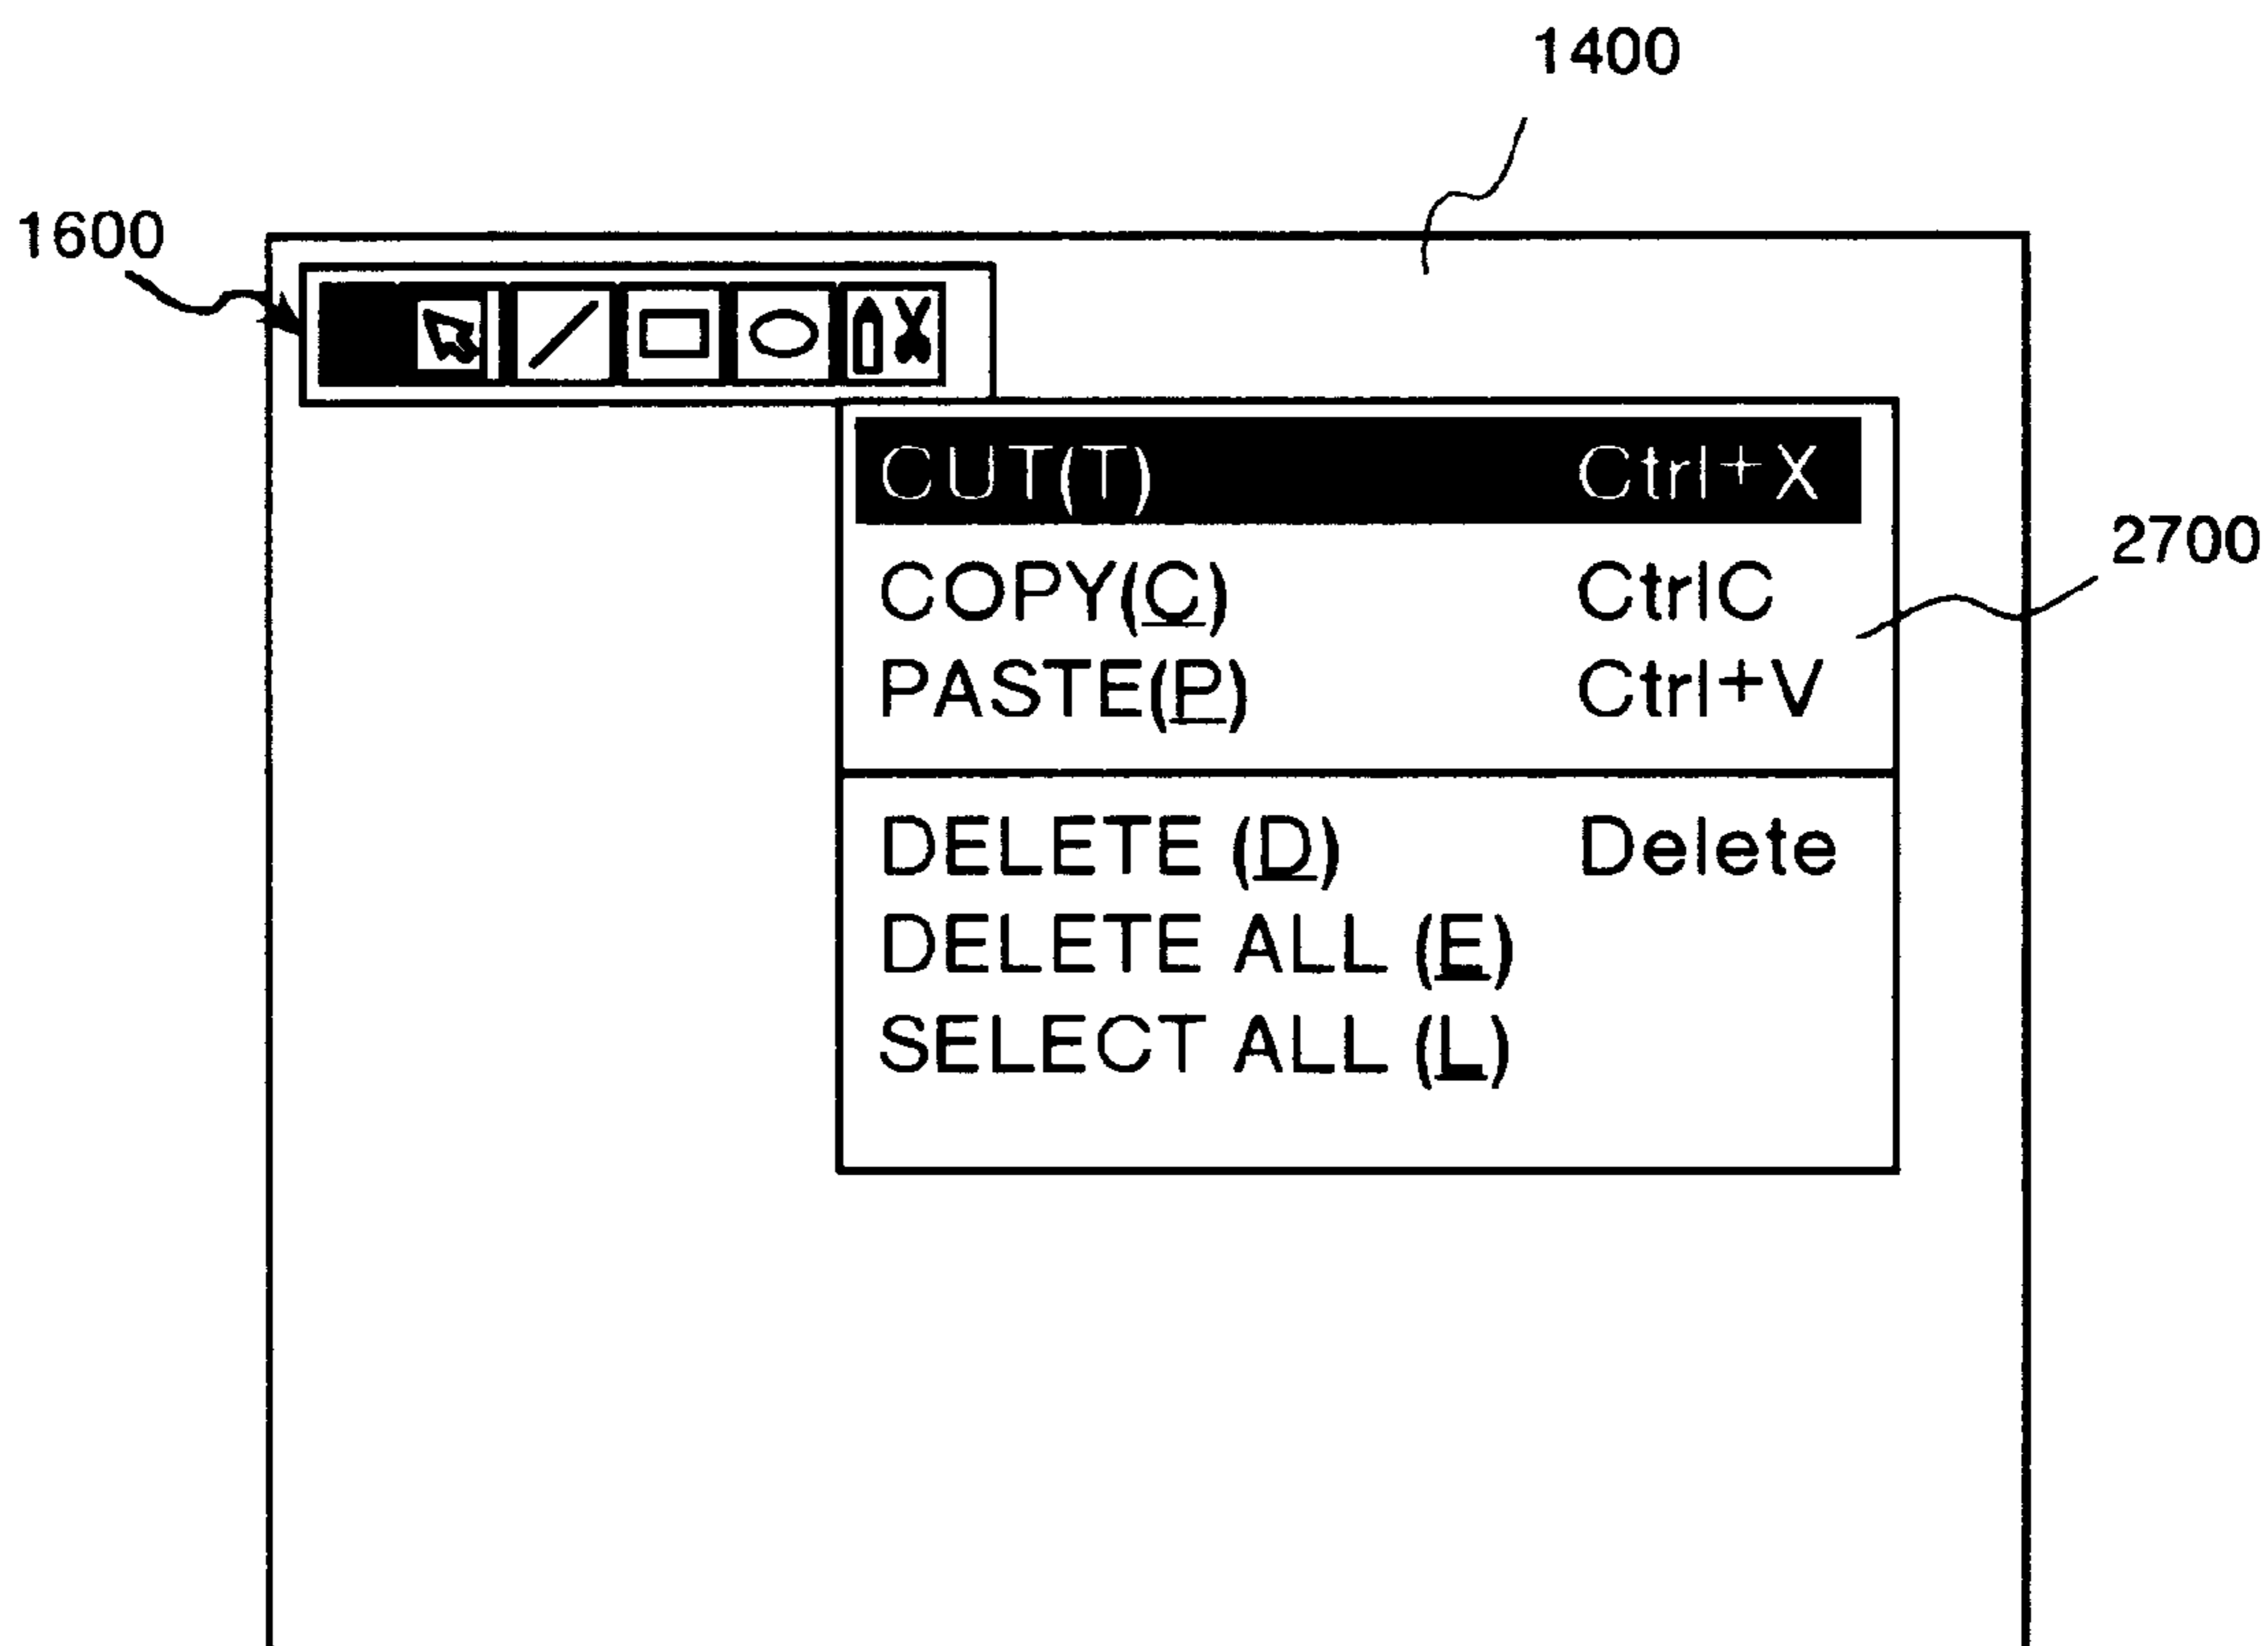 1400
1600
CUT(T) Ctrl+X
2700
COPY(C) CtrlC
PASTE(P) Ctrl+V
DELETE (D) Delete
DELETE ALL (E)
SELECT ALL (L)